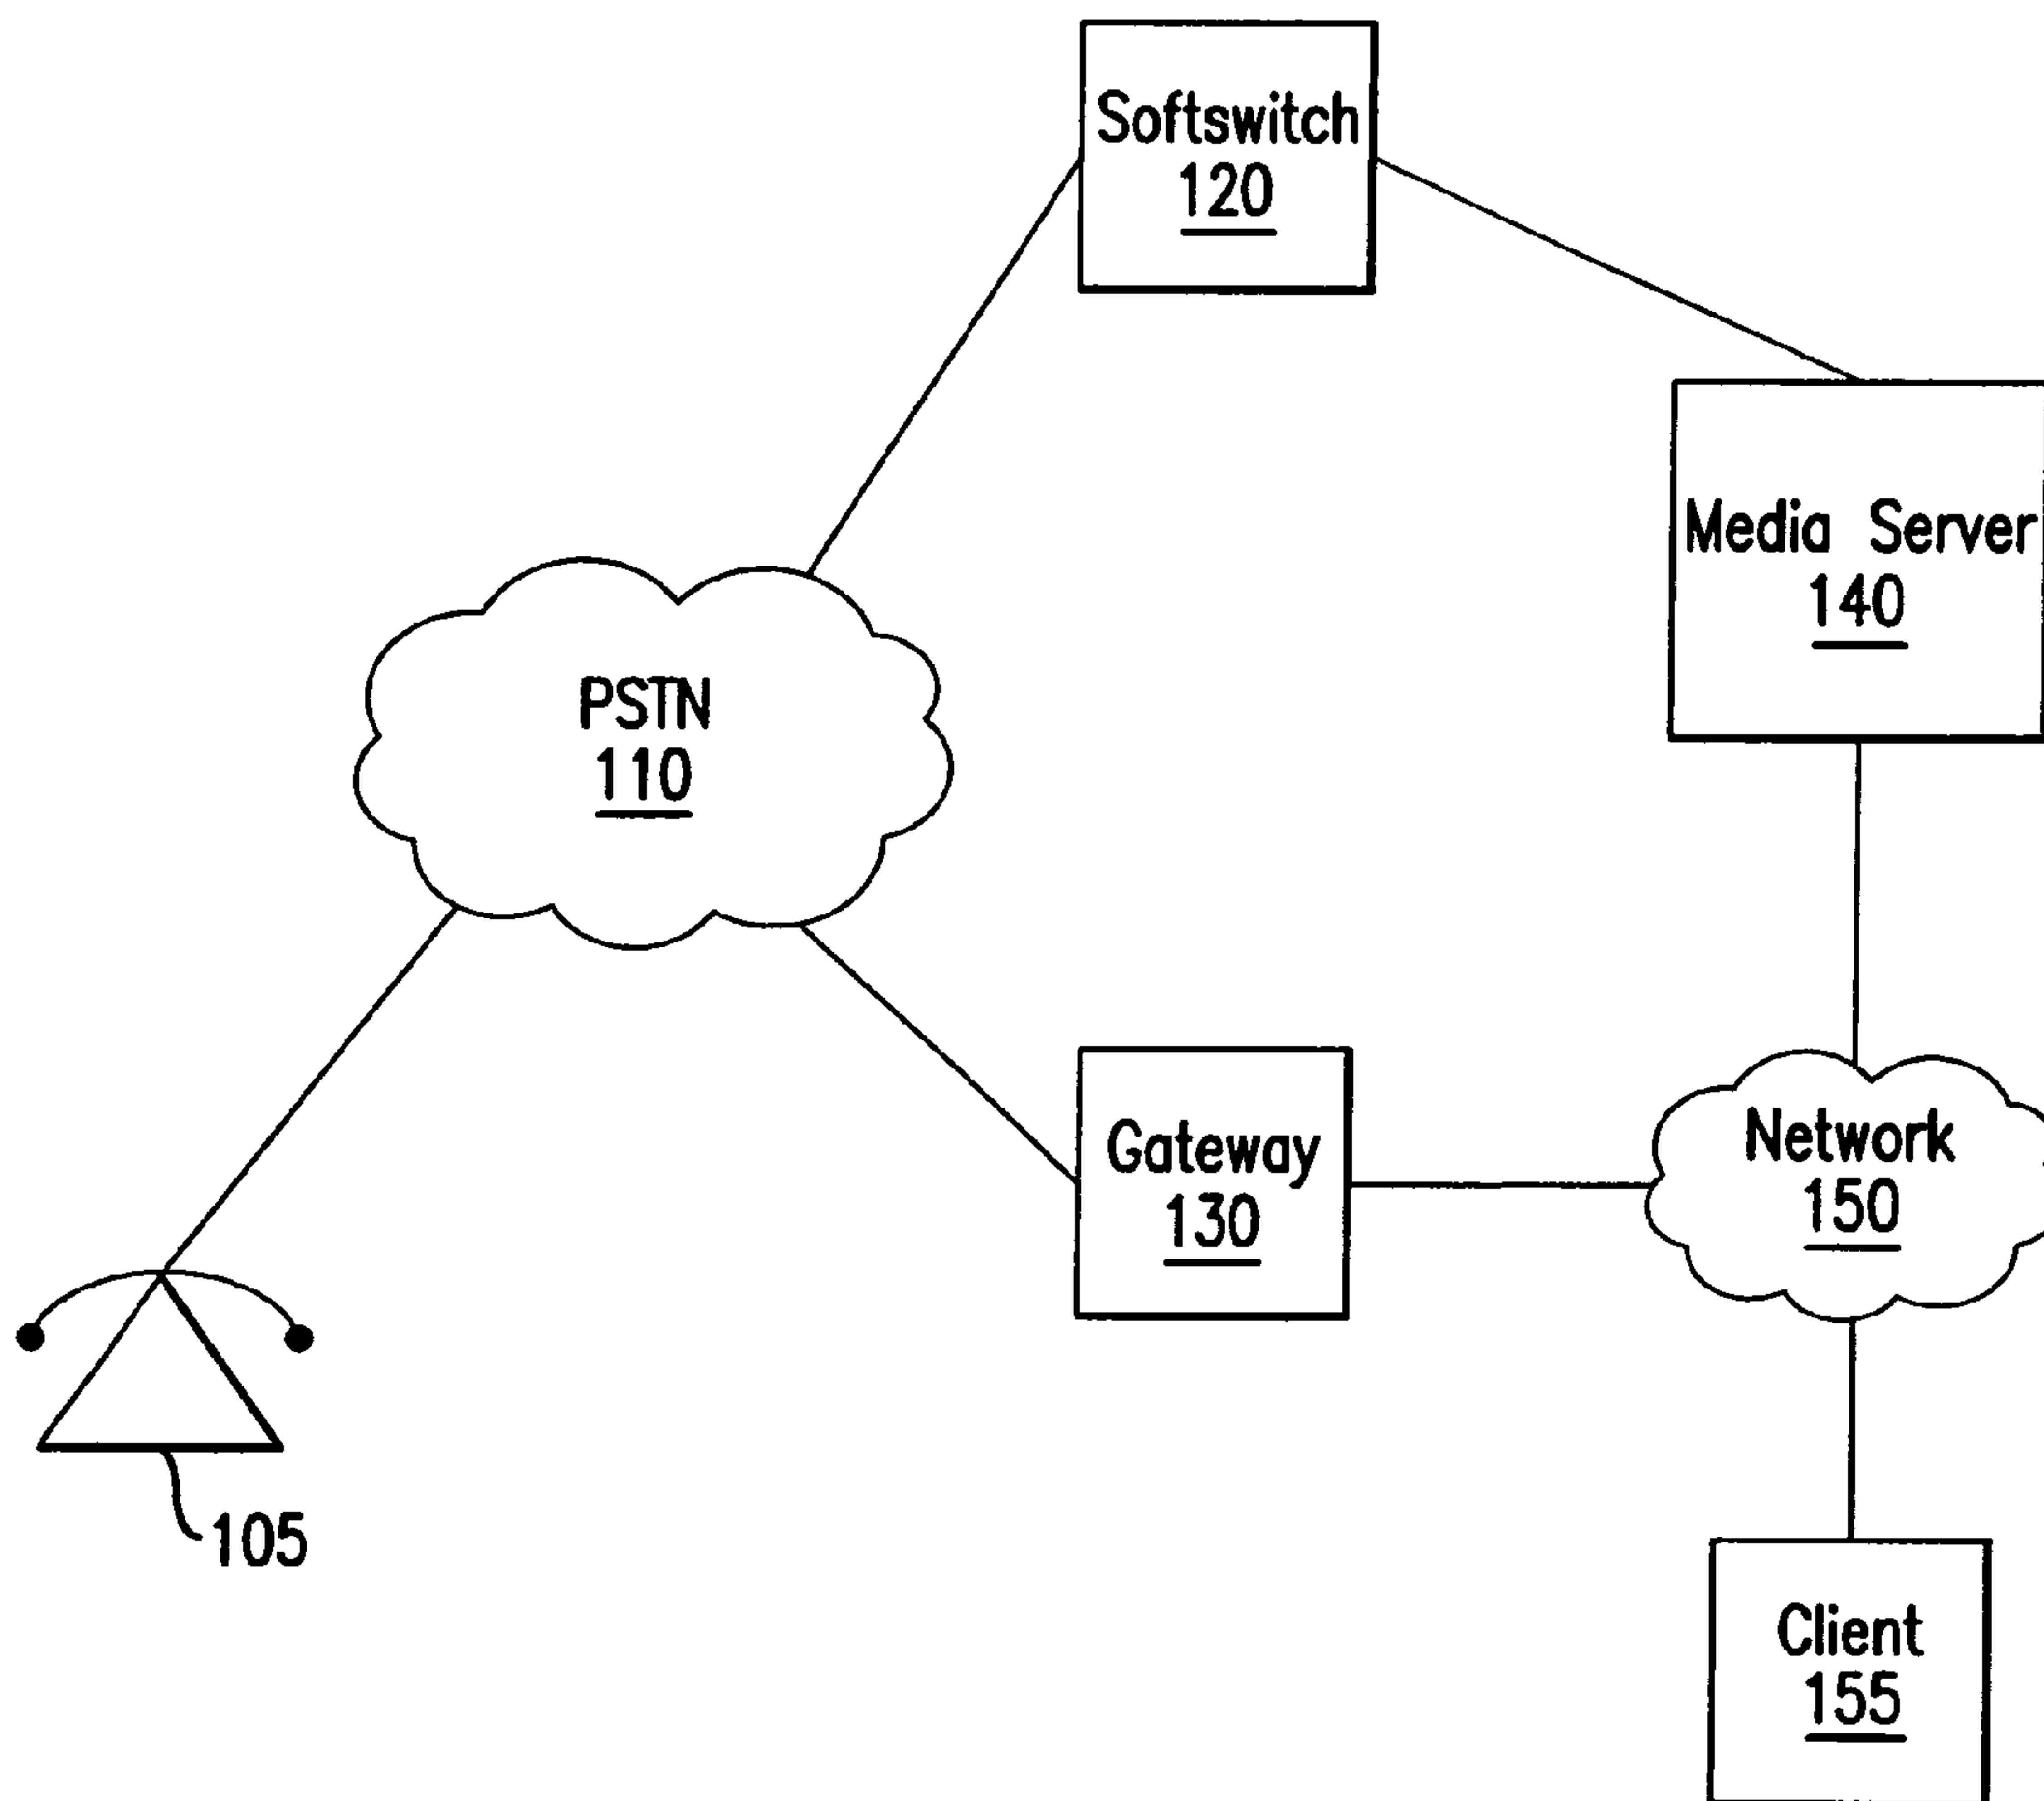 Softswitch
120
Media Server
140
PSTN
110
Gateway
130
Network
150
105
Client
155